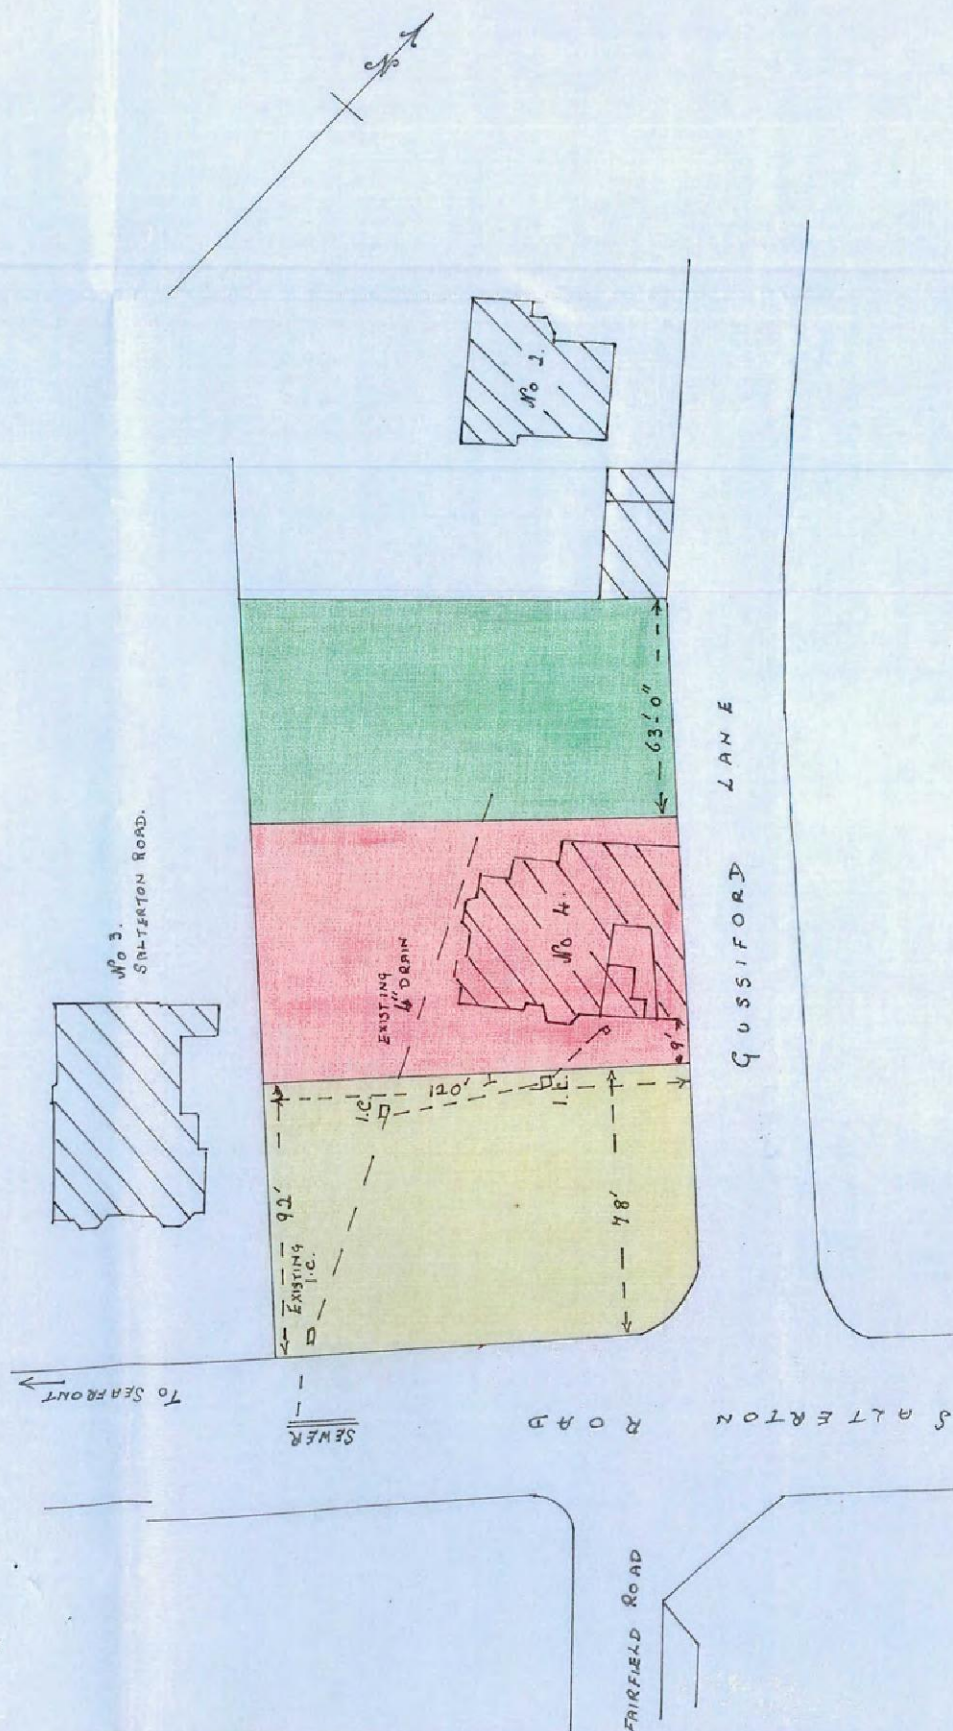 N
No 2.
63'-0"
No 3.
SALTERTON ROAD.
GUSSIFORD LANE
EXISTING
4" DRAIN
No 4.
9'
120'
I.C.
I.C.
92'
EXISTING
I.C.
78'
TO SEAFRONT
SEWER
SALTERTON ROAD
FAIRFIELD ROAD